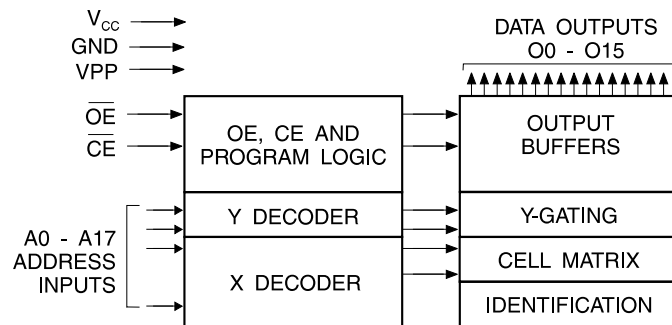 VCC
GND
VPP
OE
CE
A0 - A17
ADDRESS
INPUTS
OE, CE AND
PROGRAM LOGIC
Y DECODER
X DECODER
DATA OUTPUTS
O0 - O15
OUTPUT
BUFFERS
Y-GATING
CELL MATRIX
IDENTIFICATION